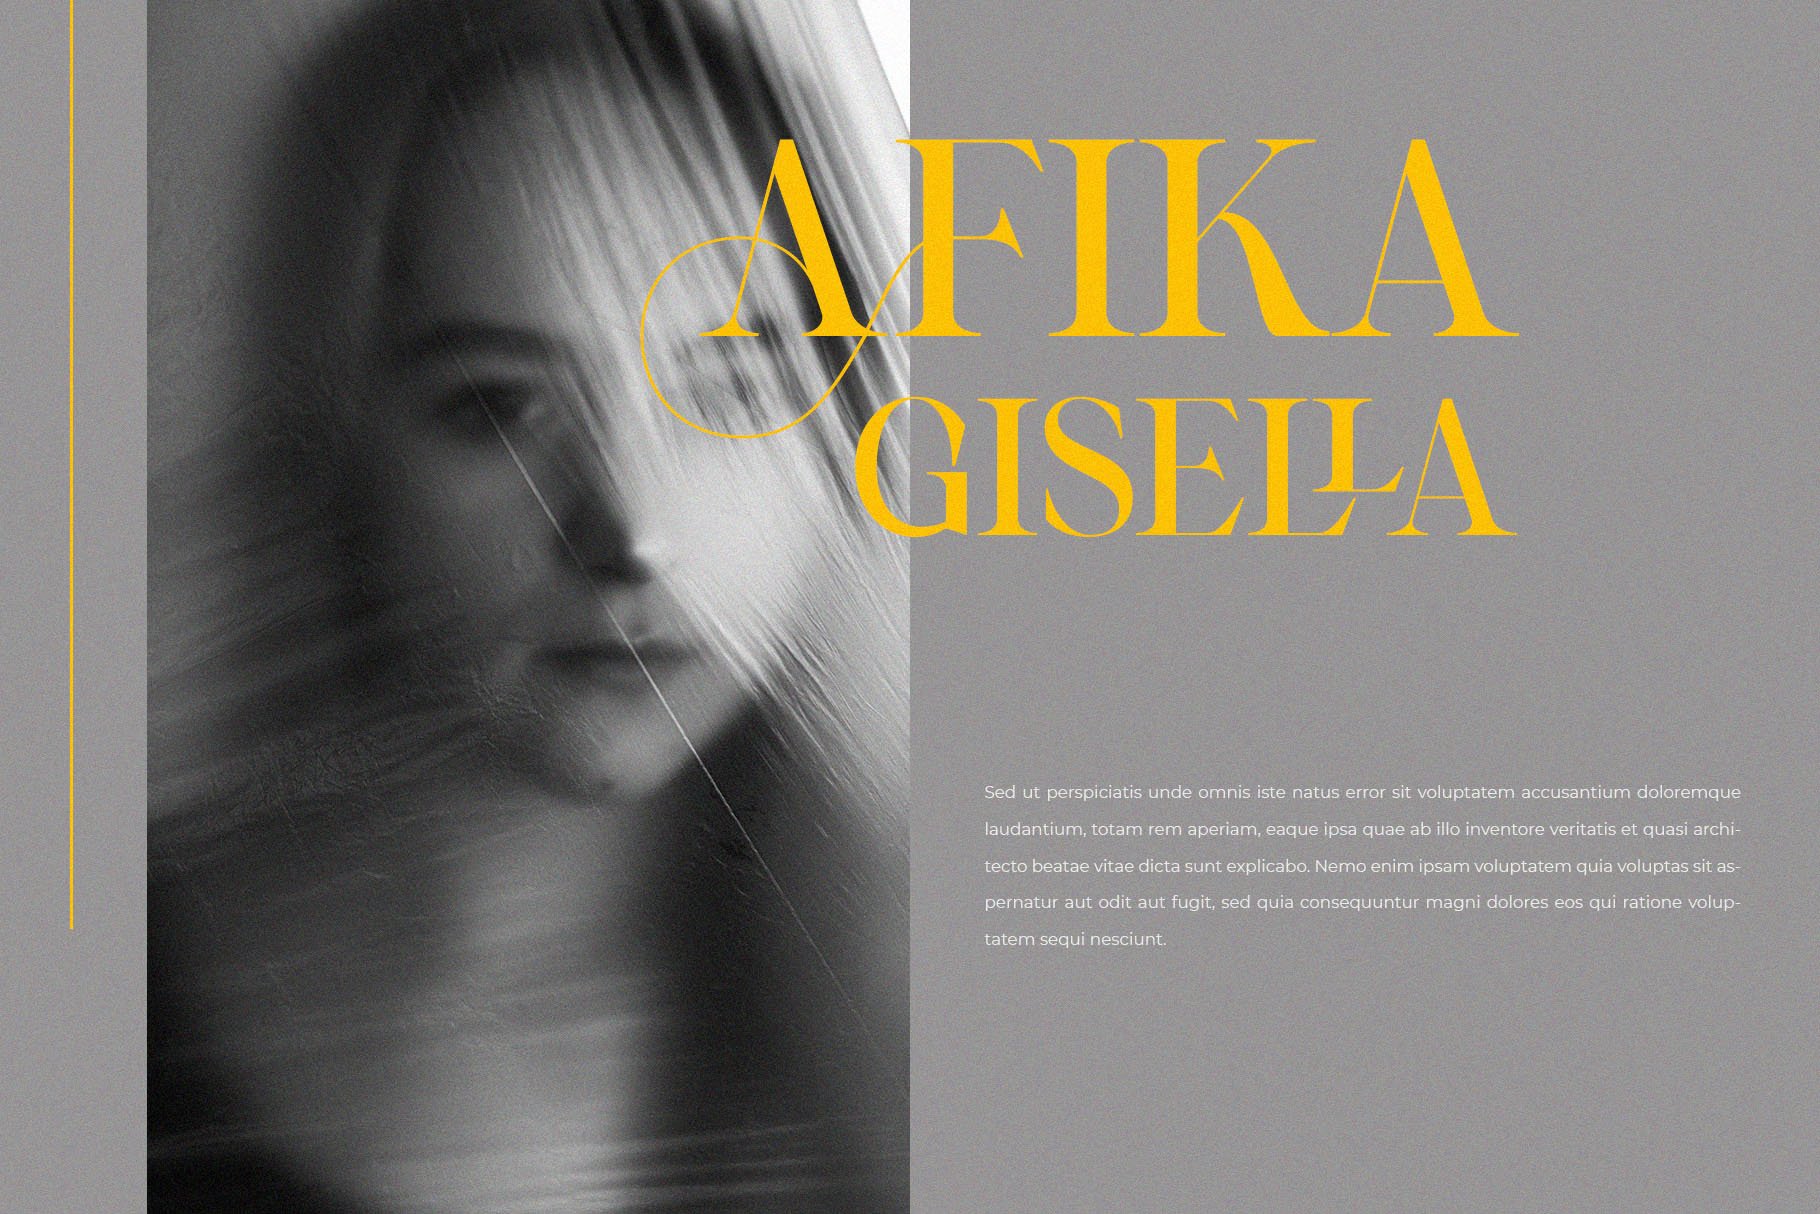 AFIKA
GISELLA
Sed ut perspiciatis unde omnis iste natus error sit voluptatem accusantium doloremque
laudantium, totam rem aperiam, eaque ipsa quae ab illo inventore veritatis et quasi archi-
tecto beatae vitae dicta sunt explicabo. Nemo enim ipsam voluptatem quia voluptas sit as-
pernatur aut odit aut fugit, sed quia consequuntur magni dolores eos qui ratione volup-
tatem sequi nesciunt.